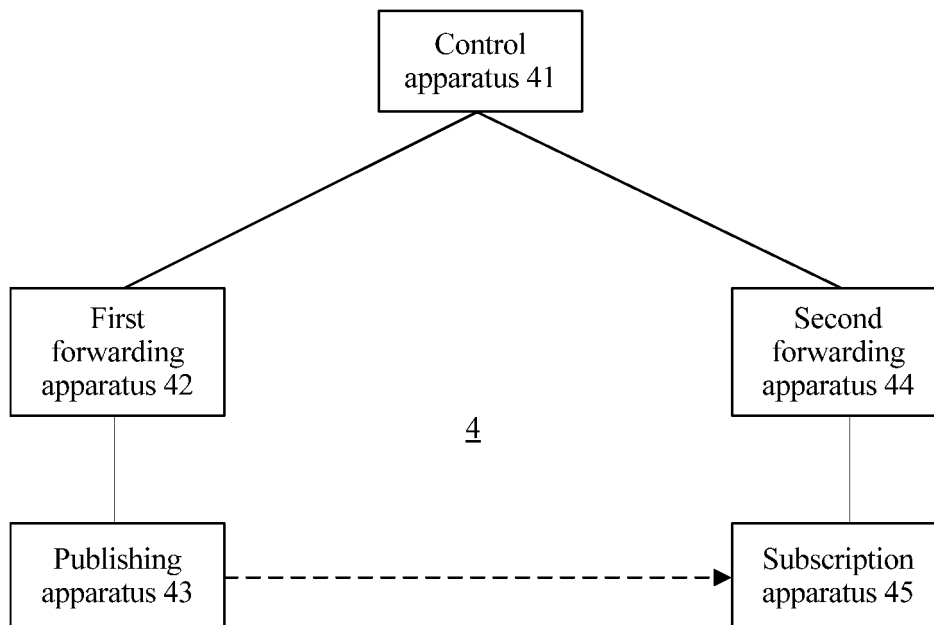 Control
apparatus 41
First
forwarding
apparatus 42
Second
forwarding
apparatus 44
4
Publishing
apparatus 43
Subscription
apparatus 45